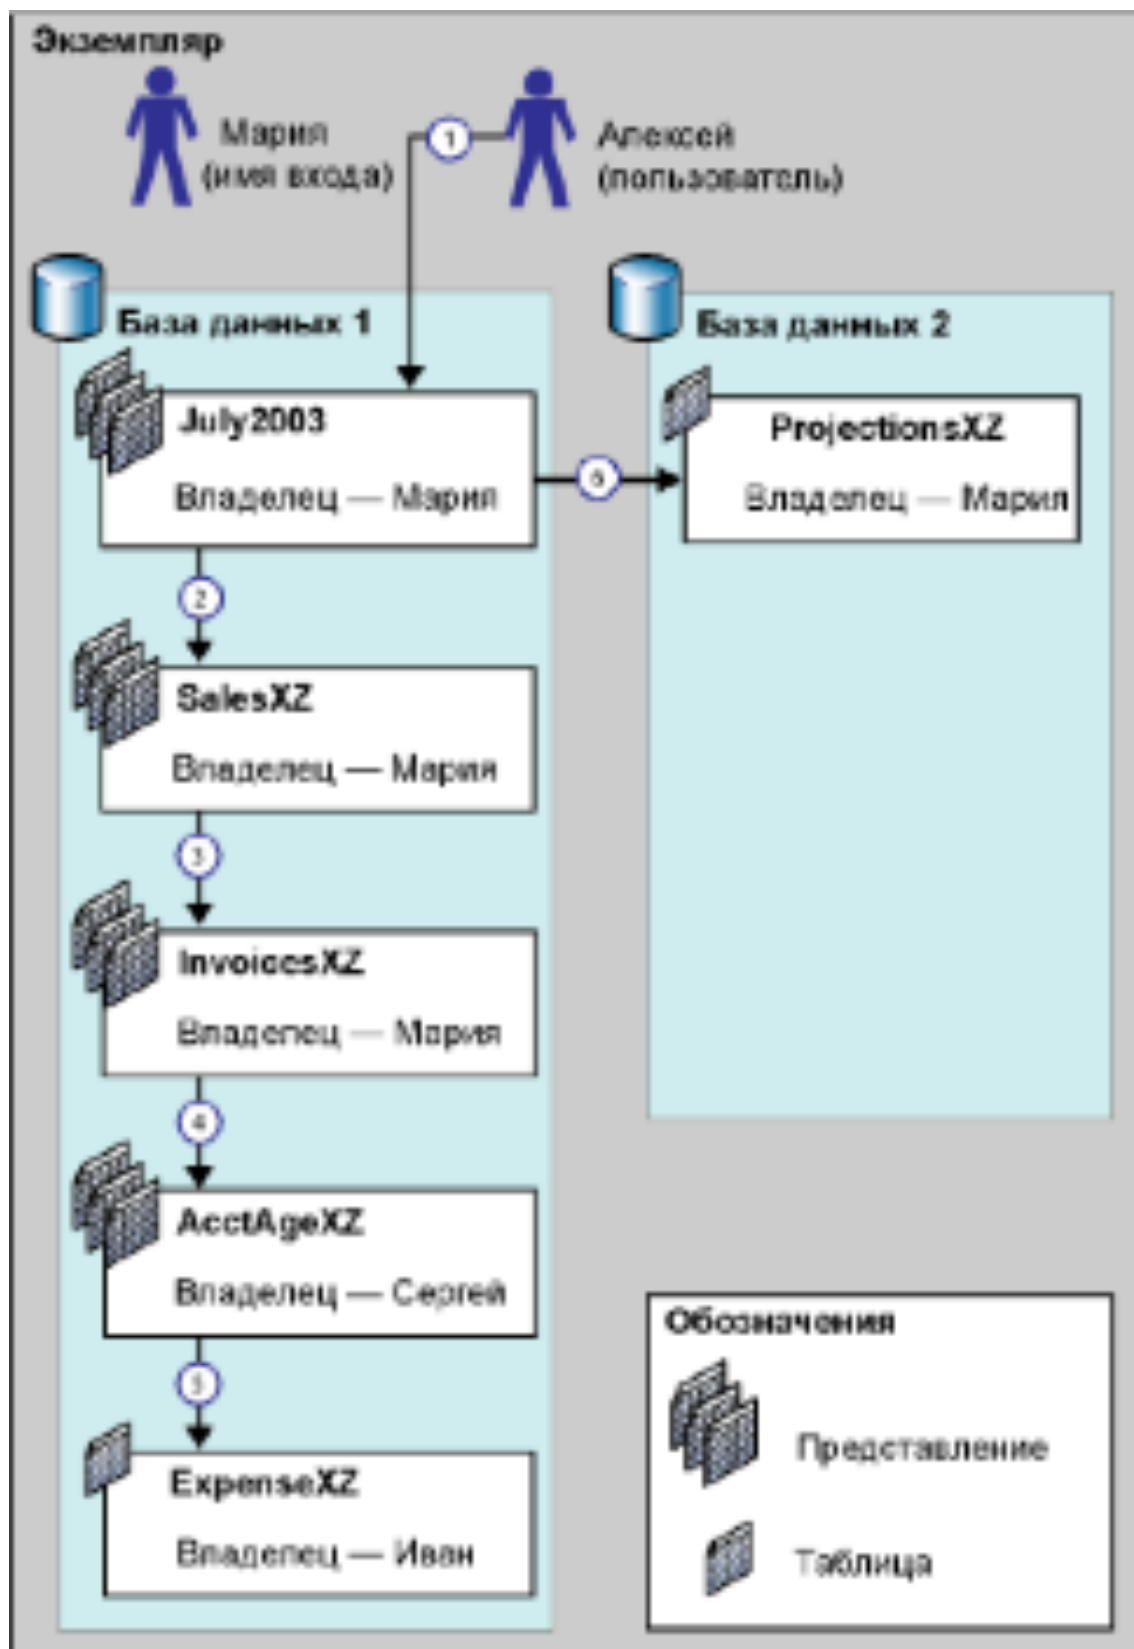 Экземпляр
Мария
(имя входа)
1
Алексей
(пользователь)
База данных 1
July2003
Владелец — Мария
2
SalesXZ
Владелец — Мария
3
InvoicesXZ
Владелец — Мария
4
AcctAgeXZ
Владелец — Сергей
5
ExpenseXZ
Владелец — Иван
6
База данных 2
ProjectionsXZ
Владелец — Мария
Обозначения
Представление
Таблица